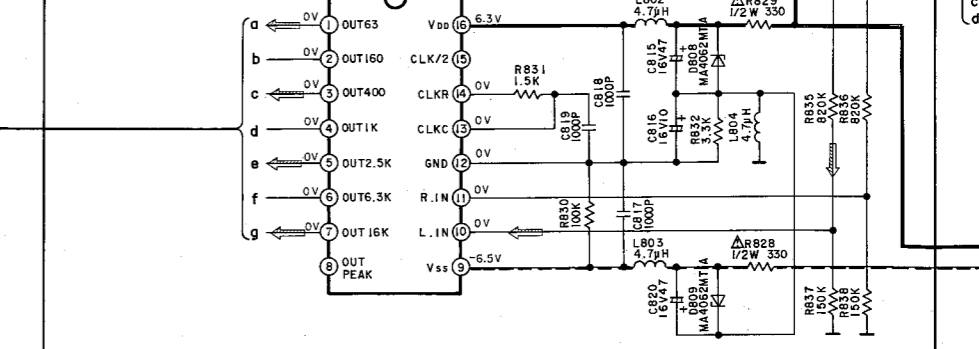 a 0V 1 OUT63
b 0V 2 OUT160
c 0V 3 OUT400
d 0V 4 OUT1K
e 0V 5 OUT2.5K
f 0V 6 OUT6.3K
g 0V 7 OUT16K
8 OUT
PEAK
VDD 16 6.3V
CLK/2 15
CLKR 14 0V
CLKC 13 0V
GND 12 0V
R.IN 11 0V
L.IN 10 0V
VSS 9 -6.5V
R831
1.5K
C819
1000P
C818
1000P
R830
100K
C817
1000P
L802
4.7μH
R829
1/2W 330
C815
16V47
+
D808
MA4062MTA
C816
16V10
+
R832
3.3K
L804
4.7μH
R835
820K
R836
820K
L803
4.7μH
R828
1/2W 330
C820
16V47
+
D809
MA4062MTA
R837
150K
R838
150K
c
d